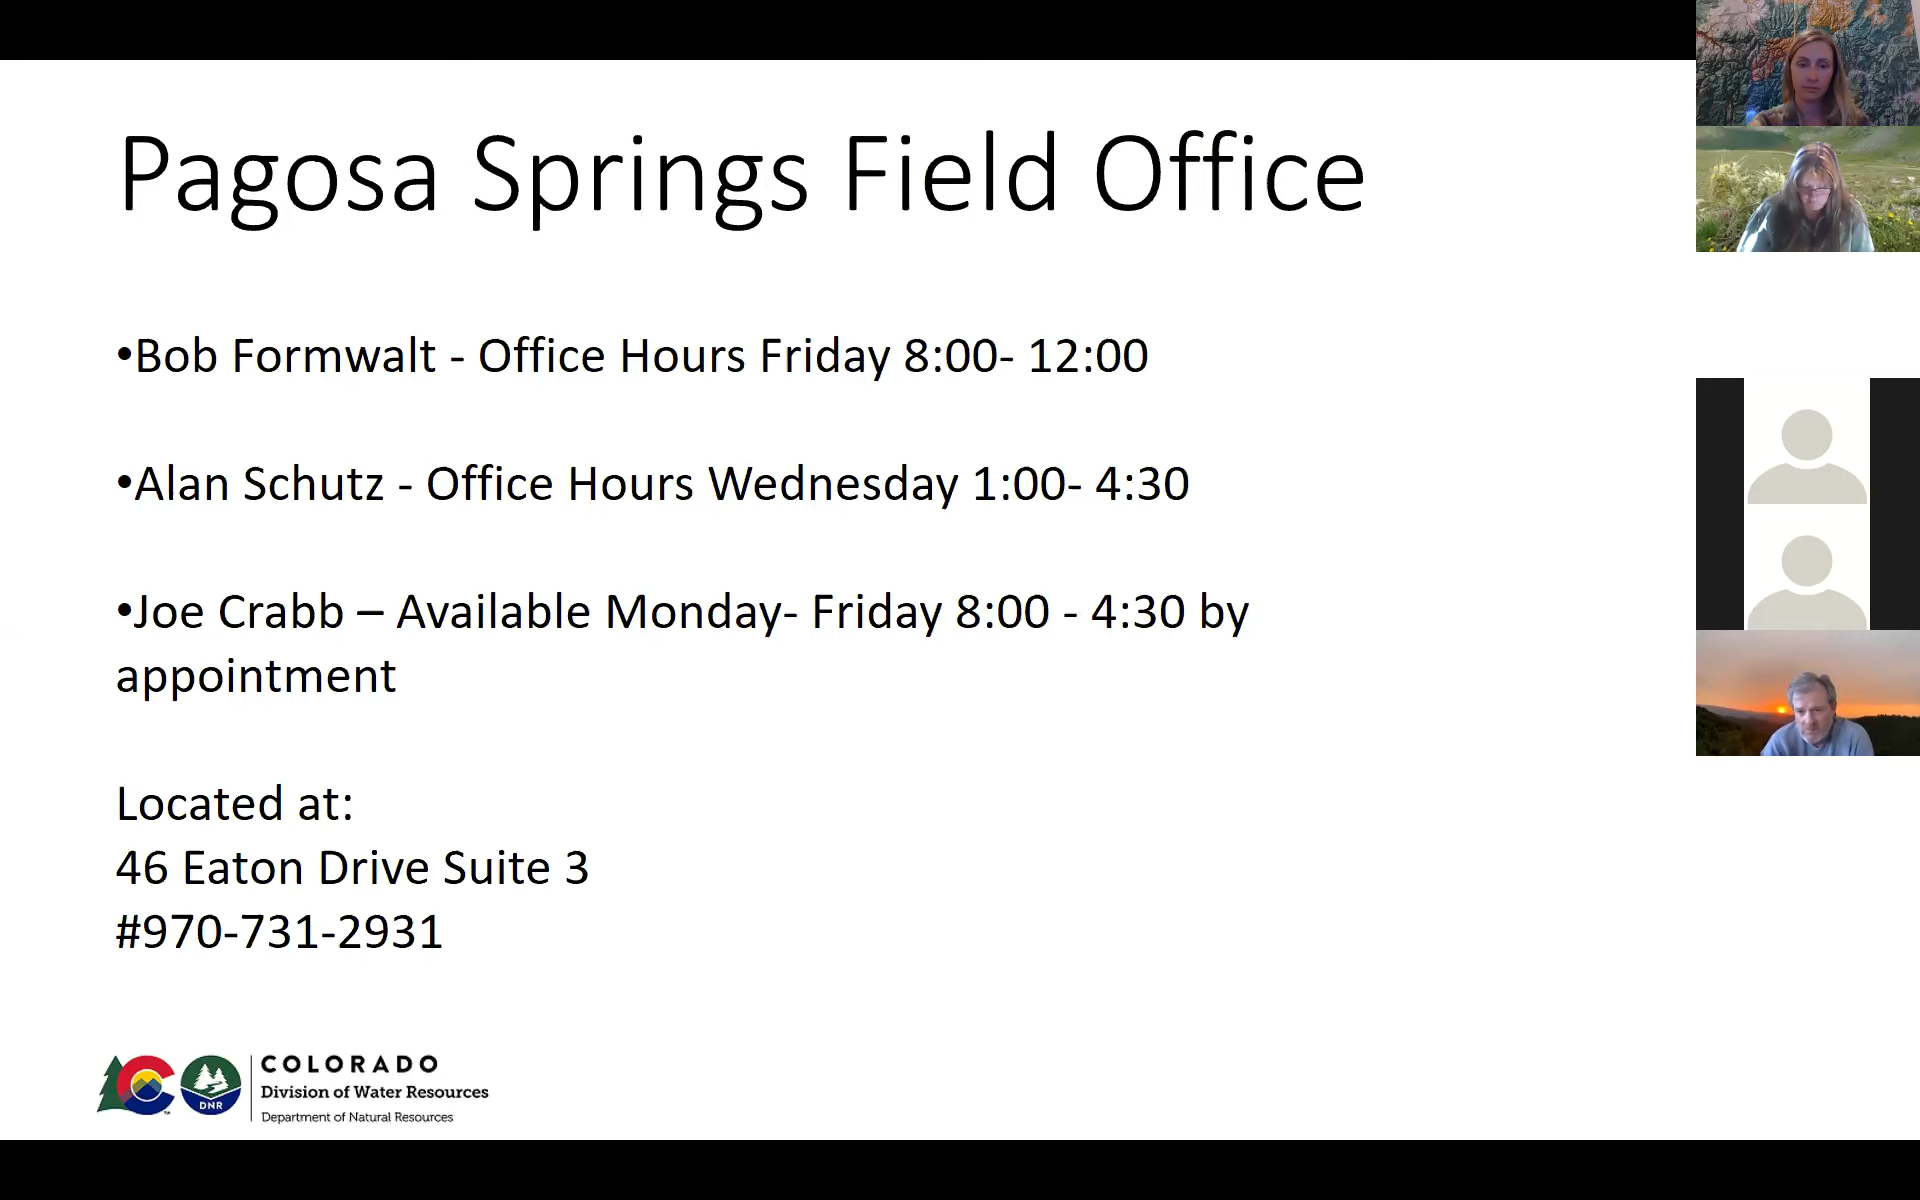 Pagosa Springs Field Office
•Bob Formwalt - Office Hours Friday 8:00- 12:00
•Alan Schutz - Office Hours Wednesday 1:00- 4:30
•Joe Crabb – Available Monday- Friday 8:00 - 4:30 by
appointment
Located at:
46 Eaton Drive Suite 3
#970-731-2931
COLORADO
Division of Water Resources
Department of Natural Resources
DNR